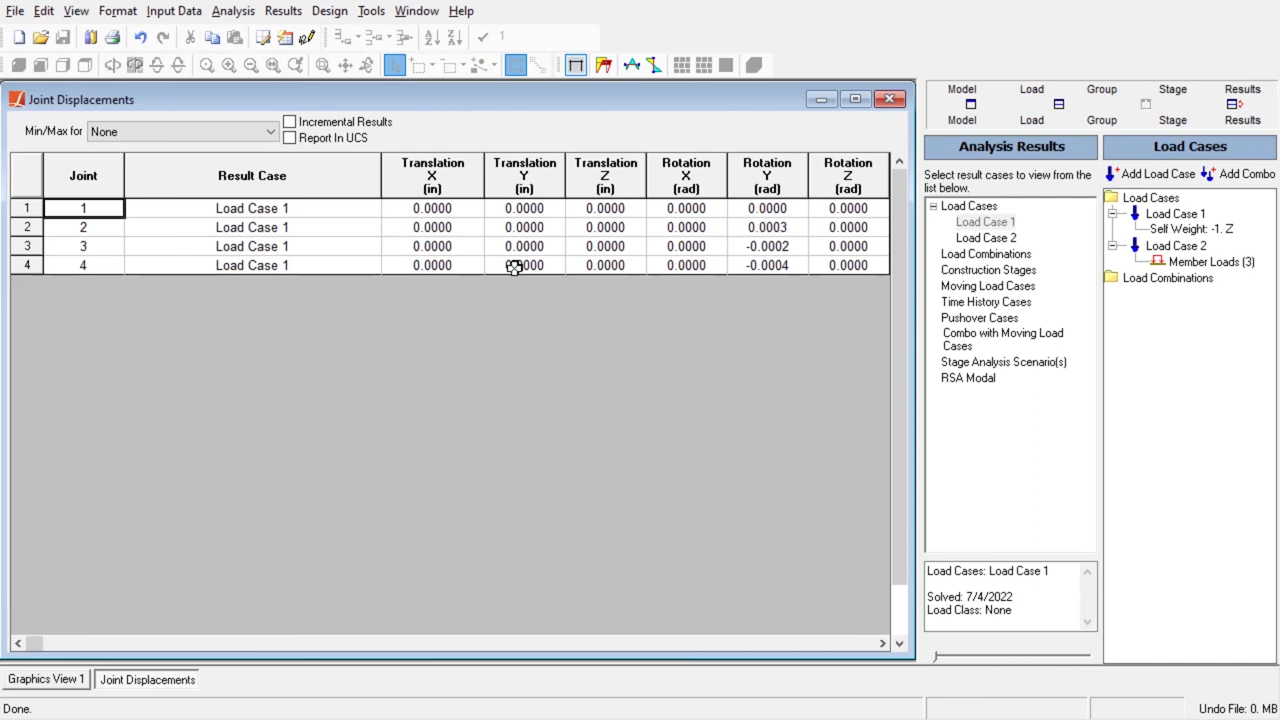 File Edit View Format Input Data Analysis Results Design Tools Window Help
1
Joint Displacements
Min/Max for None
Incremental Results
Report In UCS
Joint Result Case Translation X (in) Translation Y (in) Translation Z (in) Rotation X (rad) Rotation Y (rad) Rotation Z (rad)
1 1 Load Case 1 0.0000 0.0000 0.0000 0.0000 0.0000 0.0000
2 2 Load Case 1 0.0000 0.0000 0.0000 0.0000 0.0003 0.0000
3 3 Load Case 1 0.0000 0.0000 0.0000 0.0000 -0.0002 0.0000
4 4 Load Case 1 0.0000 0.0000 0.0000 0.0000 -0.0004 0.0000
Graphics View 1 Joint Displacements
Done.
Model Load Group Stage Results
Model Load Group Stage Results
Analysis Results
Select result cases to view from the
list below.
Load Cases
Load Case 1
Load Case 2
Load Combinations
Construction Stages
Moving Load Cases
Time History Cases
Pushover Cases
Combo with Moving Load
Cases
Stage Analysis Scenario(s)
RSA Modal
Load Cases: Load Case 1
Solved: 7/4/2022
Load Class: None
Load Cases
Add Load Case Add Combo
Load Cases
Load Case 1
Self Weight: -1. Z
Load Case 2
Member Loads (3)
Load Combinations
Undo File: 0. MB